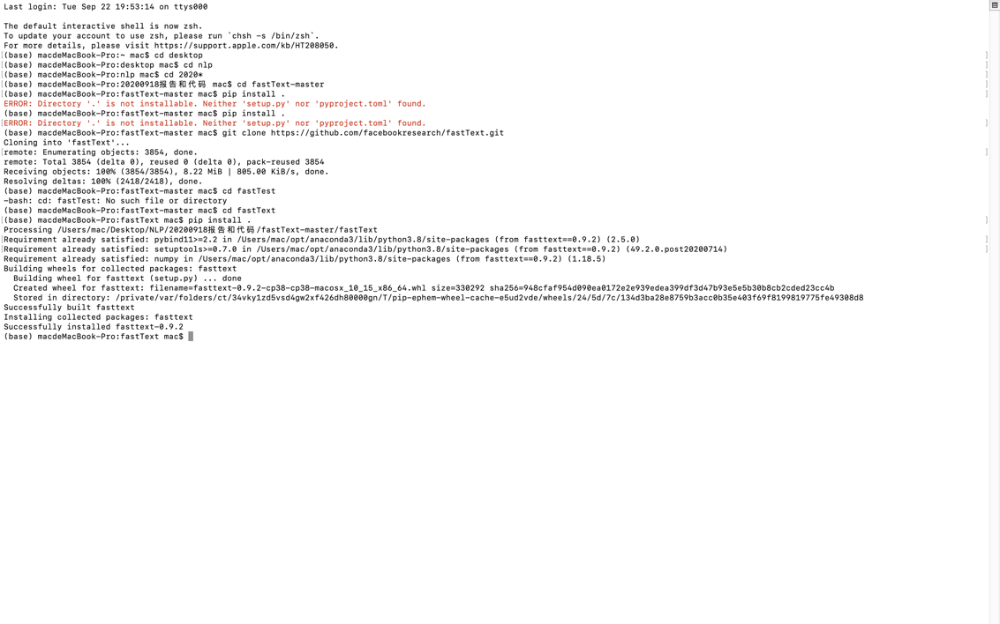 Last login: Tue Sep 22 19:53:14 on ttys000
The default interactive shell is now zsh.
To update your account to use zsh, please run `chsh -s /bin/zsh`.
For more details, please visit https://support.apple.com/kb/HT208050.
(base) macdeMacBook-Pro:~ mac$ cd desktop
(base) macdeMacBook-Pro:desktop mac$ cd nlp
(base) macdeMacBook-Pro:nlp mac$ cd 2020*
(base) macdeMacBook-Pro:20200918报告和代码 mac$ cd fastText-master
(base) macdeMacBook-Pro:fastText-master mac$ pip install .
ERROR: Directory '.' is not installable. Neither 'setup.py' nor 'pyproject.toml' found.
(base) macdeMacBook-Pro:fastText-master mac$ pip install .
ERROR: Directory '.' is not installable. Neither 'setup.py' nor 'pyproject.toml' found.
(base) macdeMacBook-Pro:fastText-master mac$ git clone https://github.com/facebookresearch/fastText.git
Cloning into 'fastText'...
remote: Enumerating objects: 3854, done.
remote: Total 3854 (delta 0), reused 0 (delta 0), pack-reused 3854
Receiving objects: 100% (3854/3854), 8.22 MiB | 805.00 KiB/s, done.
Resolving deltas: 100% (2418/2418), done.
(base) macdeMacBook-Pro:fastText-master mac$ cd fastTest
-bash: cd: fastTest: No such file or directory
(base) macdeMacBook-Pro:fastText-master mac$ cd fastText
(base) macdeMacBook-Pro:fastText mac$ pip install .
Processing /Users/mac/Desktop/NLP/20200918报告和代码/fastText-master/fastText
Requirement already satisfied: pybind11>=2.2 in /Users/mac/opt/anaconda3/lib/python3.8/site-packages (from fasttext==0.9.2) (2.5.0)
Requirement already satisfied: setuptools>=0.7.0 in /Users/mac/opt/anaconda3/lib/python3.8/site-packages (from fasttext==0.9.2) (49.2.0.post20200714)
Requirement already satisfied: numpy in /Users/mac/opt/anaconda3/lib/python3.8/site-packages (from fasttext==0.9.2) (1.18.5)
Building wheels for collected packages: fasttext
Building wheel for fasttext (setup.py) ... done
Created wheel for fasttext: filename=fasttext-0.9.2-cp38-cp38-macosx_10_15_x86_64.whl size=330292 sha256=948cfaf954d090ea0172e2e939edea399df3d47b93e5e5b30b8cb2cded23cc4b
Stored in directory: /private/var/folders/ct/34vky1zd5vsd4gw2xf426dh80000gn/T/pip-ephem-wheel-cache-e5ud2vde/wheels/24/5d/7c/134d3ba28e8759b3acc0b35e403f69f8199819775fe49308d8
Successfully built fasttext
Installing collected packages: fasttext
Successfully installed fasttext-0.9.2
(base) macdeMacBook-Pro:fastText mac$